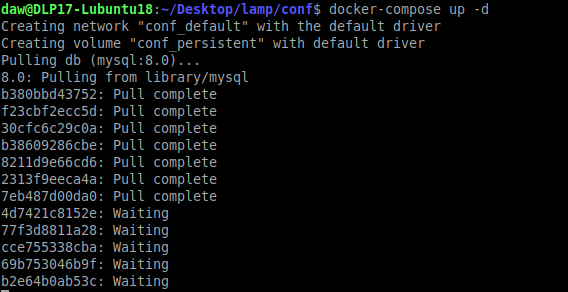 daw@DLP17-Lubuntu18:~/Desktop/lamp/conf$ docker-compose up -d
Creating network "conf_default" with the default driver
Creating volume "conf_persistent" with default driver
Pulling db (mysql:8.0)...
8.0: Pulling from library/mysql
b380bbd43752: Pull complete
f23cbf2ecc5d: Pull complete
30cfc6c29c0a: Pull complete
b38609286cbe: Pull complete
8211d9e66cd6: Pull complete
2313f9eeca4a: Pull complete
7eb487d00da0: Pull complete
4d7421c8152e: Waiting
77f3d8811a28: Waiting
cce755338cba: Waiting
69b753046b9f: Waiting
b2e64b0ab53c: Waiting